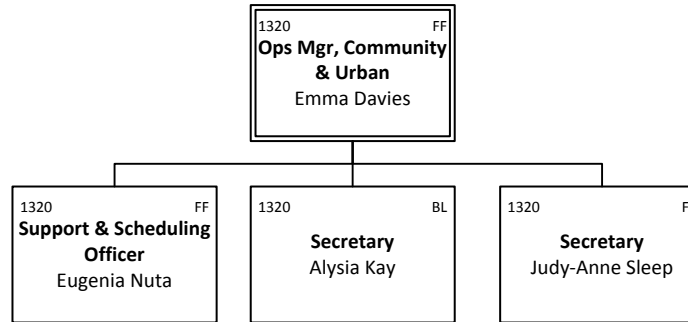 1320 FF
Ops Mgr, Community
& Urban
Emma Davies
1320 FF
Support & Scheduling
Officer
Eugenia Nuta
1320 BL
Secretary
Alysia Kay
1320
Secretary
Judy-Anne Sleep